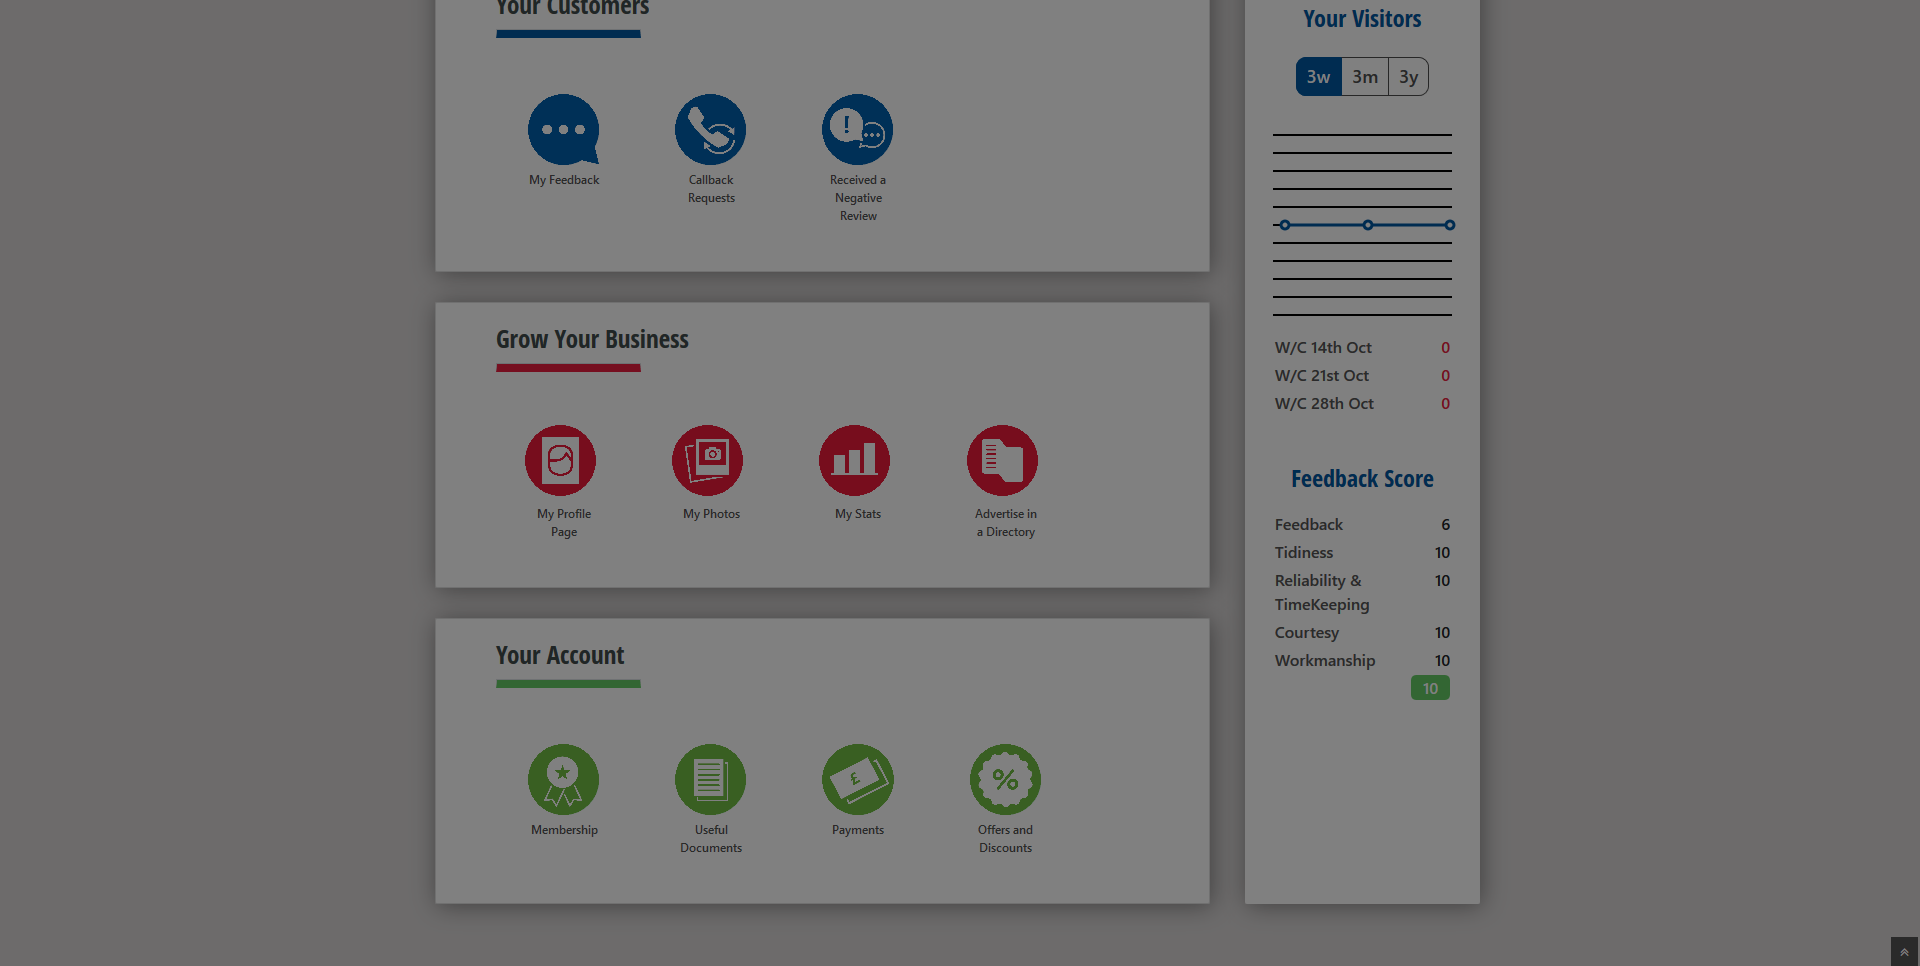 Your Customers
My Feedback
Callback
Requests
Received a
Negative
Review
Grow Your Business
My Profile
Page
My Photos
My Stats
Advertise in
a Directory
Your Account
£
%
Membership
Useful
Documents
Payments
Offers and
Discounts
Your Visitors
3w 3m 3y
W/C 14th Oct 0
W/C 21st Oct 0
W/C 28th Oct 0
Feedback Score
Feedback 6
Tidiness 10
Reliability & 10
TimeKeeping
Courtesy 10
Workmanship 10
10